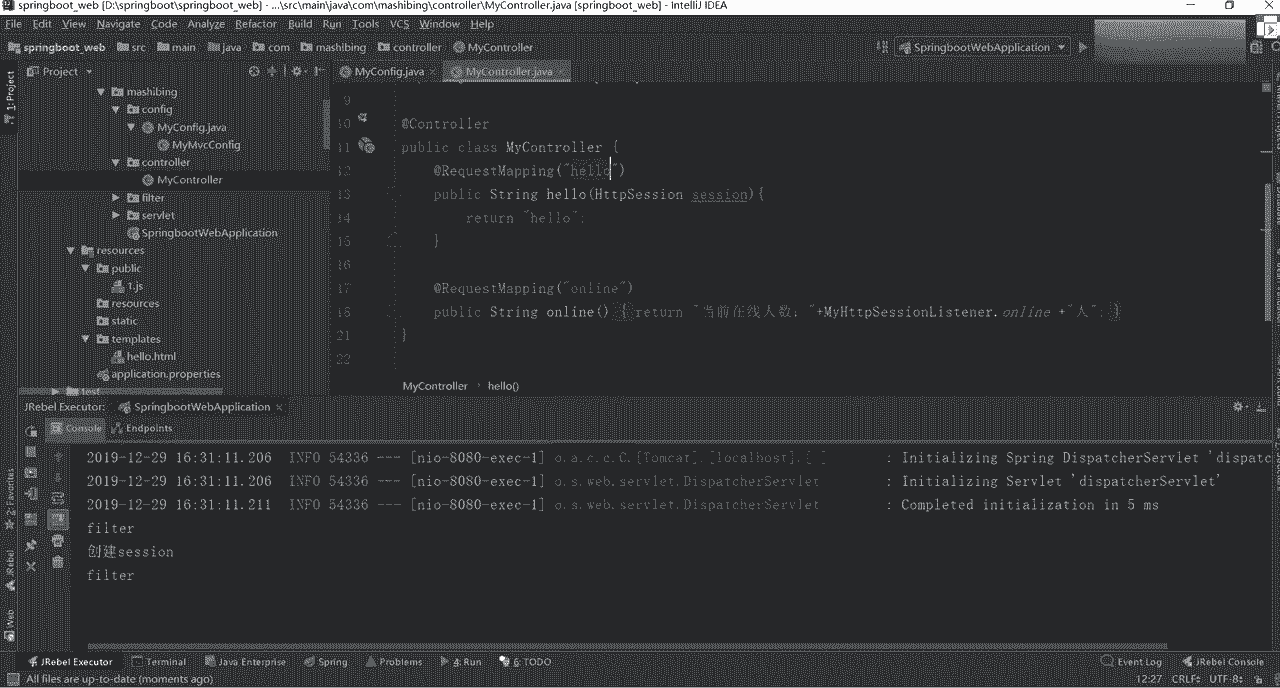 springboot_web [D:\springboot\springboot_web] - ...\src\main\java\com\mashibing\controller\MyController.java [springboot_web] - IntelliJ IDEA
File Edit View Navigate Code Analyze Refactor Build Run Tools VCS Window Help
springboot_web src main java com mashibing controller MyController SpringbootWebApplication
Project MyConfig.java MyController.java
1: Project
mashibing
config
MyConfig.java
MyMvcConfig
controller
MyController
filter
servlet
SpringbootWebApplication
resources
public
1.js
resources
static
templates
hello.html
application.properties
test
9
10 @Controller
11 public class MyController {
12 @RequestMapping("hello")
13 public String hello(HttpSession session){
14 return "hello";
15 }
16
17 @RequestMapping("online")
18 public String online() { return "当前在线人数："+MyHttpSessionListener.online +"人"; }
21 }
22
MyController › hello()
JRebel Executor: SpringbootWebApplication
Console Endpoints
2019-12-29 16:31:11.206 INFO 54336 --- [nio-8080-exec-1] o.a.c.c.C.[Tomcat].[localhost].[ ] : Initializing Spring DispatcherServlet 'dispatc
2019-12-29 16:31:11.206 INFO 54336 --- [nio-8080-exec-1] o.s.web.servlet.DispatcherServlet : Initializing Servlet 'dispatcherServlet'
2019-12-29 16:31:11.211 INFO 54336 --- [nio-8080-exec-1] o.s.web.servlet.DispatcherServlet : Completed initialization in 5 ms
filter
创建session
filter
2: Favorites
JRebel
Web
JRebel Executor Terminal Java Enterprise Spring Problems 4: Run 6: TODO Event Log JRebel Console
All files are up-to-date (moments ago) 12:27 CRLF UTF-8